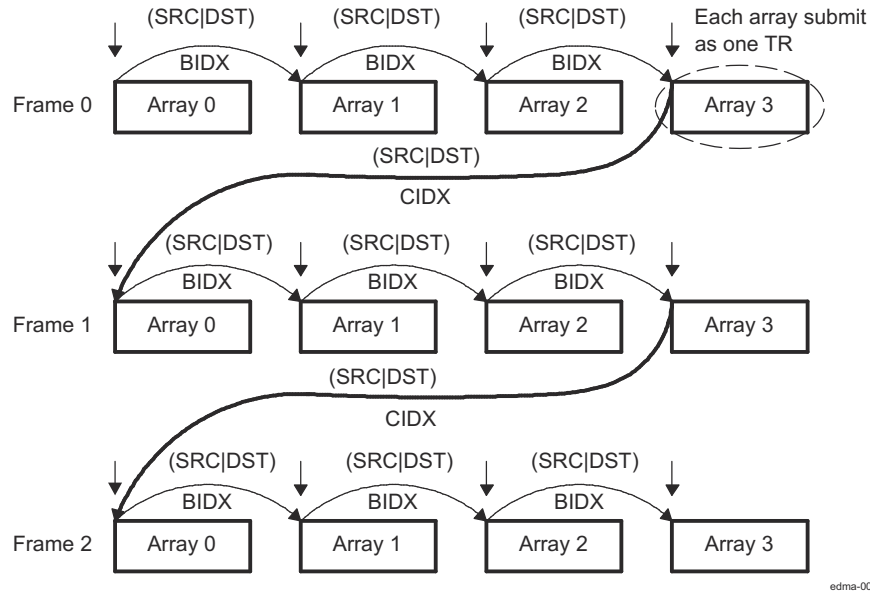 (SRC|DST) (SRC|DST) (SRC|DST) Each array submit
as one TR
BIDX BIDX BIDX
Frame 0 Array 0 Array 1 Array 2 Array 3
(SRC|DST)
CIDX
(SRC|DST) (SRC|DST) (SRC|DST)
BIDX BIDX BIDX
Frame 1 Array 0 Array 1 Array 2 Array 3
(SRC|DST)
CIDX
(SRC|DST) (SRC|DST) (SRC|DST)
BIDX BIDX BIDX
Frame 2 Array 0 Array 1 Array 2 Array 3